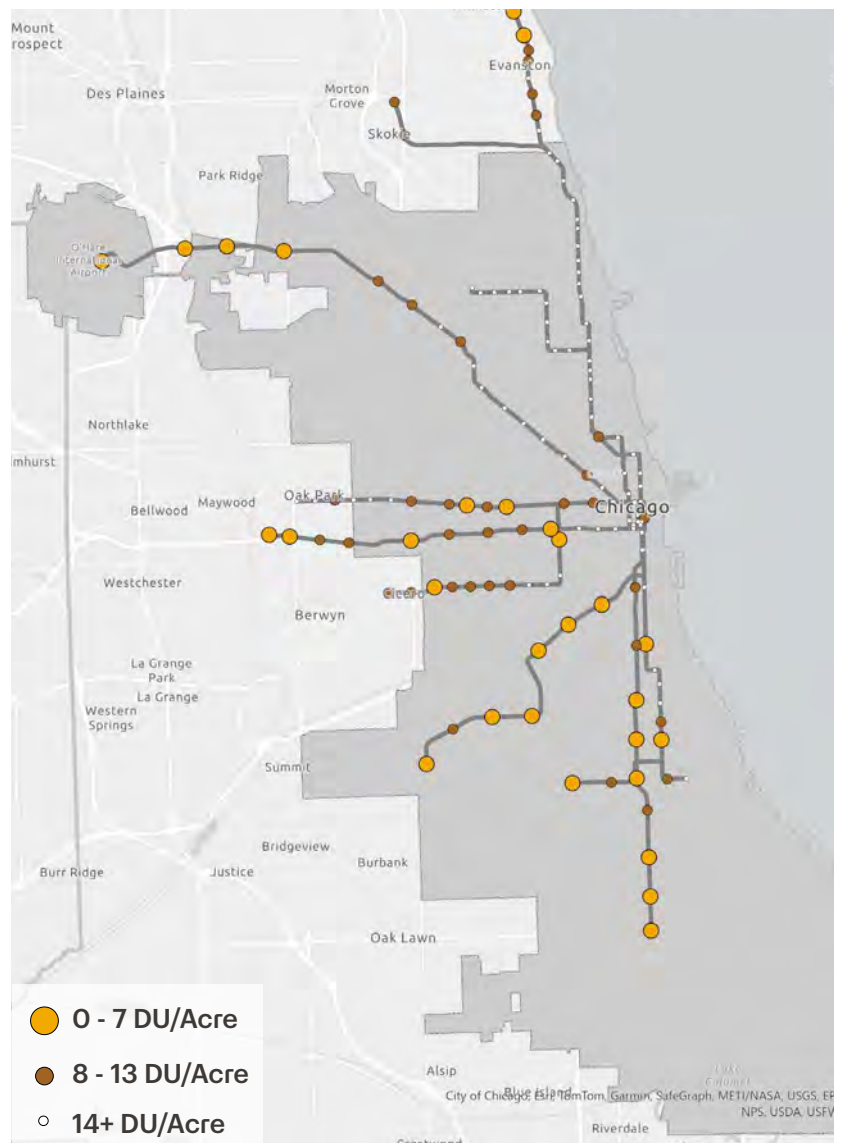 Mount
rospect
Evanston
Des Plaines
Morton
Grove
Skokie
Park Ridge
O'Hare
International
Airport
Northlake
mhurst
Oak Park
Maywood
Bellwood
Chicago
Westchester
Cicero
Berwyn
La Grange
Park
La Grange
Western
Springs
Summit
Bridgeview
Burbank
Burr Ridge
Justice
Oak Lawn
0 - 7 DU/Acre
8 - 13 DU/Acre
14+ DU/Acre
Alsip
Blue Island
Lake
Calumet
City of Chicago, Esri, TomTom, Garmin, SafeGraph, METI/NASA, USGS, EP
NPS, USDA, USFW
Riverdale
Crestwood